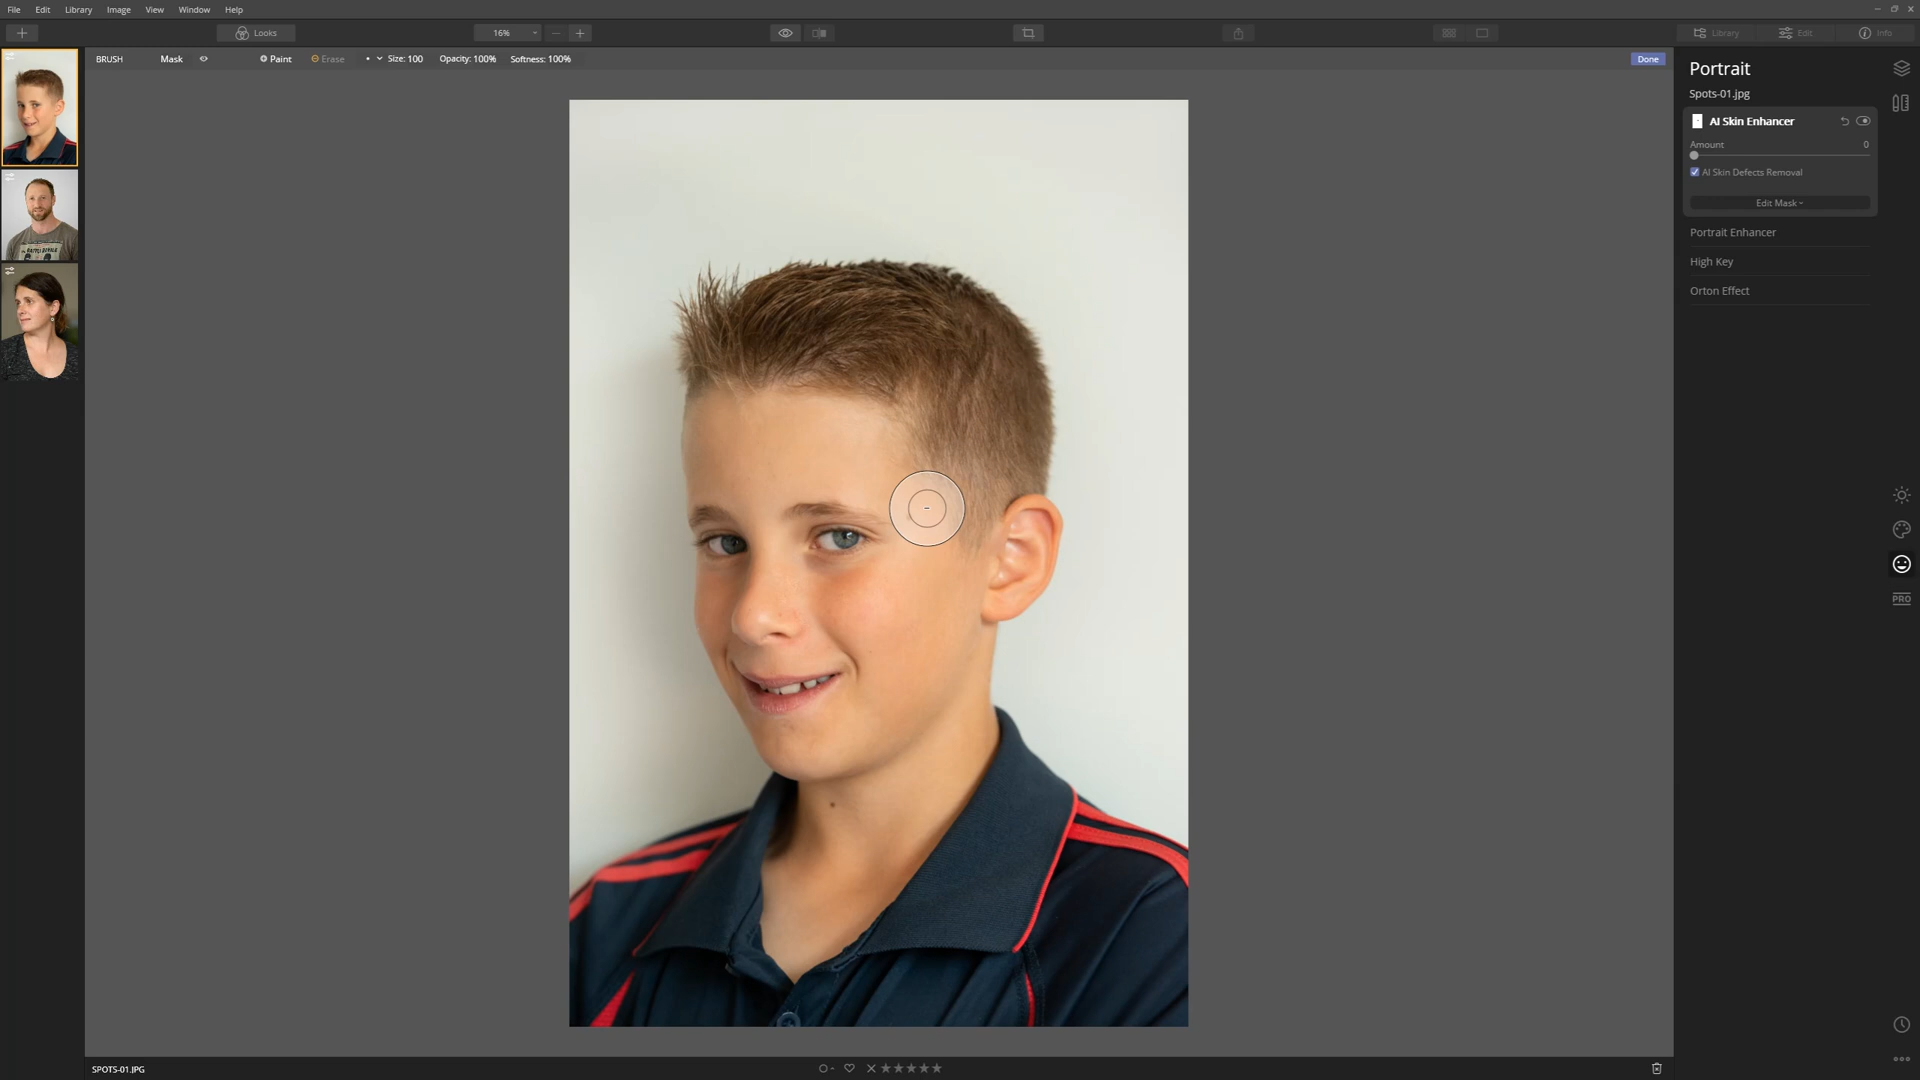 File Edit Library Image View Window Help
Looks 16% Library Edit Info
BRUSH Mask Paint Erase Size: 100 Opacity: 100% Softness: 100% Done
Portrait
Spots-01.jpg
AI Skin Enhancer
Amount 0
AI Skin Defects Removal
Edit Mask
Portrait Enhancer
High Key
Orton Effect
PRO
SPOTS-01.JPG